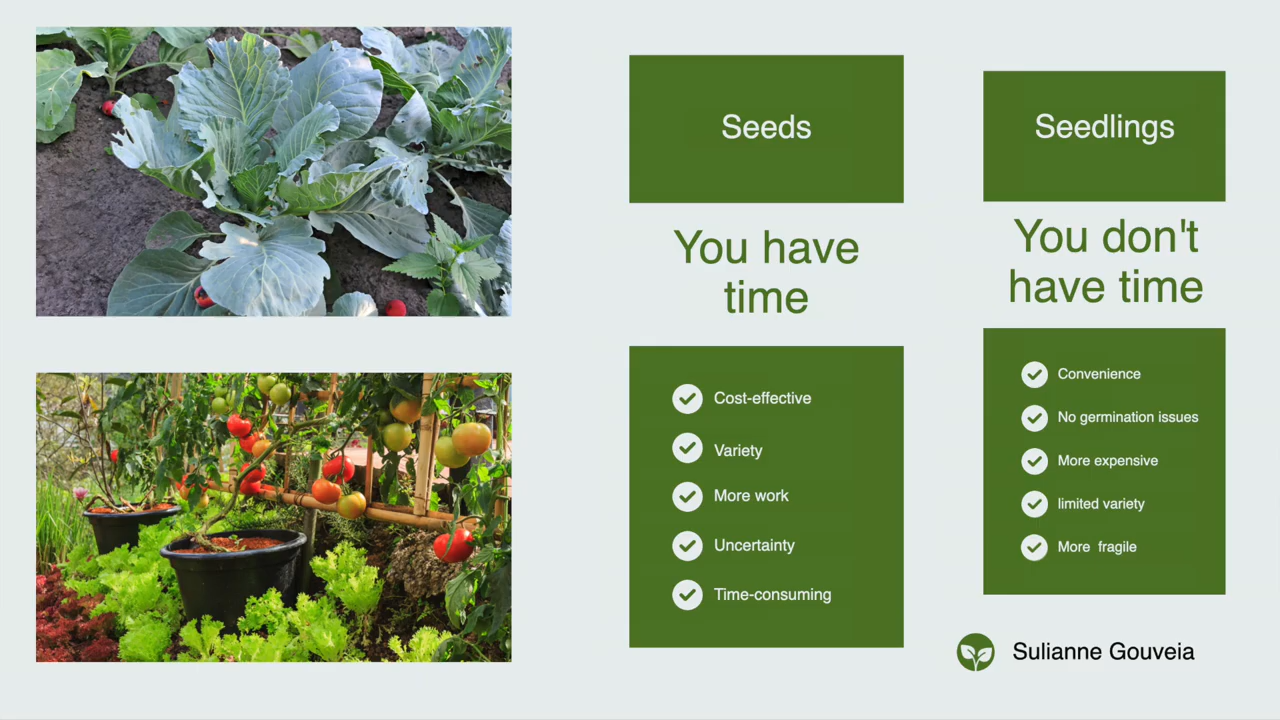 Seeds
You have
time
Cost-effective
Variety
More work
Uncertainty
Time-consuming
Seedlings
You don't
have time
Convenience
No germination issues
More expensive
limited variety
More fragile
Sulianne Gouveia